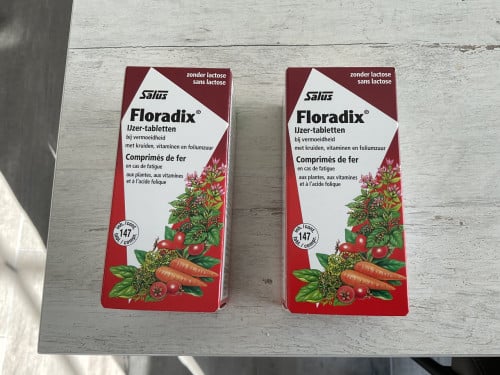 zonder lactose
sans lactose
Salus
Floradix®
IJzer-tabletten
bij vermoeidheid
met kruiden, vitaminen en foliumzuur
Comprimés de fer
en cas de fatigue
aux plantes, aux vitamines
et à l'acide folique
147
zonder lactose
sans lactose
Salus
Floradix®
IJzer-tabletten
bij vermoeidheid
met kruiden, vitaminen en foliumzuur
Comprimés de fer
en cas de fatigue
aux plantes, aux vitamines
et à l'acide folique
147